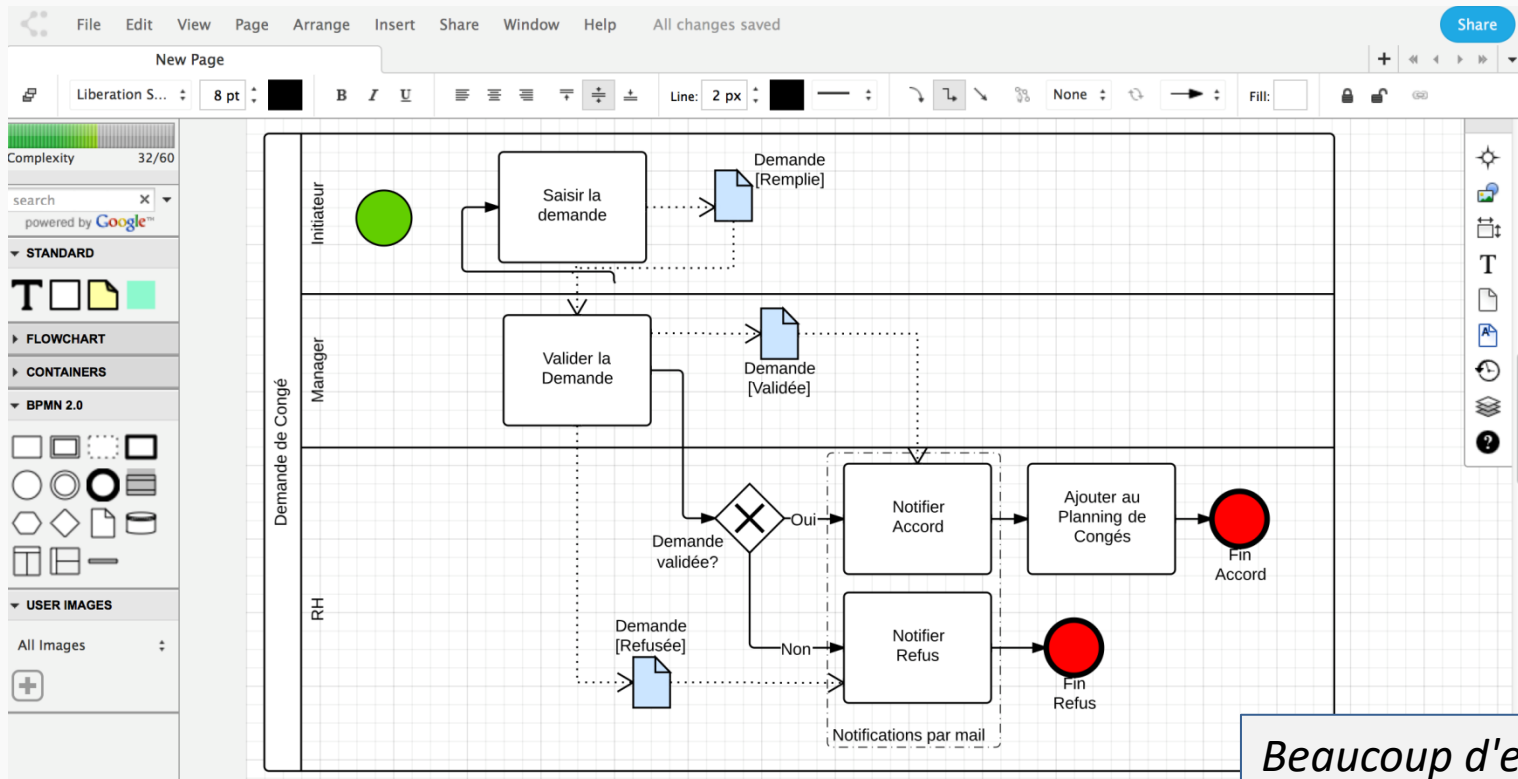 File Edit View Page Arrange Insert Share Window Help All changes saved
Share
New Page
Liberation S... 8 pt B I U Line: 2 px None Fill:
Complexity 32/60
search
powered by Google™
STANDARD
T
FLOWCHART
CONTAINERS
BPMN 2.0
USER IMAGES
All Images
Demande de Congé
Initiateur
Saisir la
demande
Demande
[Remplie]
Manager
Valider la
Demande
Demande
[Validée]
RH
Demande
validée?
Oui
Notifier
Accord
Ajouter au
Planning de
Congés
Fin
Accord
Non
Demande
[Refusée]
Notifier
Refus
Fin
Refus
Notifications par mail
T
A
?
Beaucoup d'e